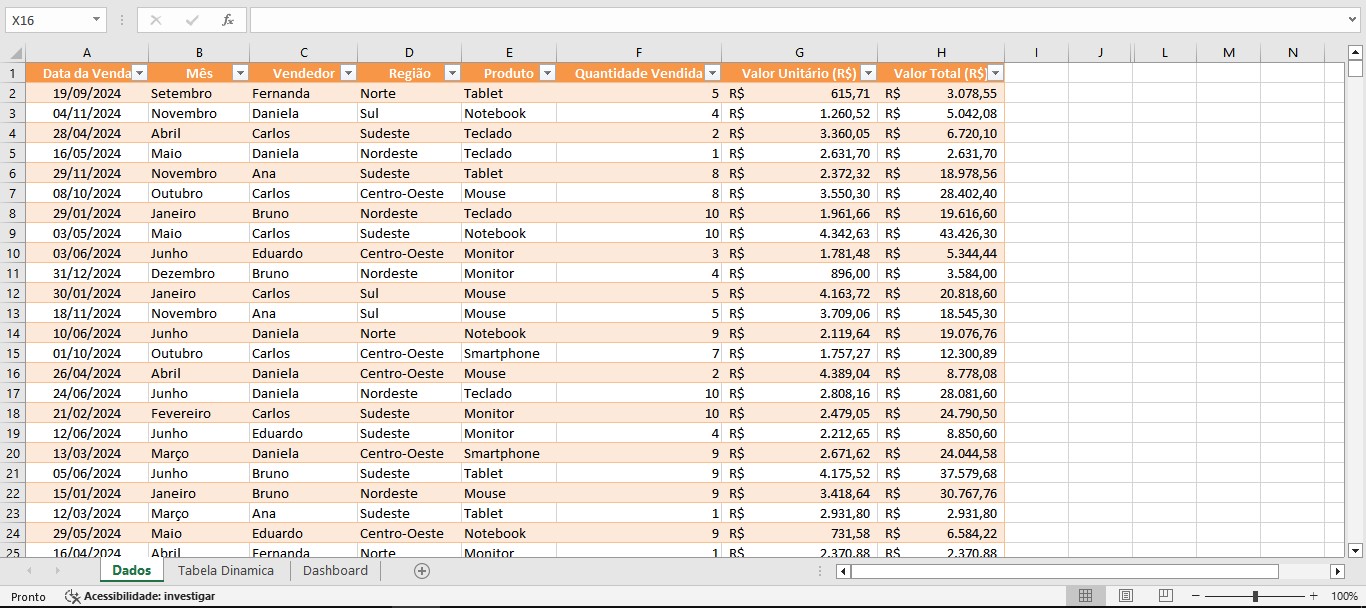 X16 fx
A B C D E F G H I J L M N
1 Data da Venda Mês Vendedor Região Produto Quantidade Vendida Valor Unitário (R$) Valor Total (R$)
2 19/09/2024 Setembro Fernanda Norte Tablet 5 R$ 615,71 R$ 3.078,55
3 04/11/2024 Novembro Daniela Sul Notebook 4 R$ 1.260,52 R$ 5.042,08
4 28/04/2024 Abril Carlos Sudeste Teclado 2 R$ 3.360,05 R$ 6.720,10
5 16/05/2024 Maio Daniela Nordeste Teclado 1 R$ 2.631,70 R$ 2.631,70
6 29/11/2024 Novembro Ana Sudeste Tablet 8 R$ 2.372,32 R$ 18.978,56
7 08/10/2024 Outubro Carlos Centro-Oeste Mouse 8 R$ 3.550,30 R$ 28.402,40
8 29/01/2024 Janeiro Bruno Nordeste Teclado 10 R$ 1.961,66 R$ 19.616,60
9 03/05/2024 Maio Carlos Sudeste Notebook 10 R$ 4.342,63 R$ 43.426,30
10 03/06/2024 Junho Eduardo Centro-Oeste Monitor 3 R$ 1.781,48 R$ 5.344,44
11 31/12/2024 Dezembro Bruno Nordeste Monitor 4 R$ 896,00 R$ 3.584,00
12 30/01/2024 Janeiro Carlos Sul Mouse 5 R$ 4.163,72 R$ 20.818,60
13 18/11/2024 Novembro Ana Sul Mouse 5 R$ 3.709,06 R$ 18.545,30
14 10/06/2024 Junho Daniela Norte Notebook 9 R$ 2.119,64 R$ 19.076,76
15 01/10/2024 Outubro Carlos Centro-Oeste Smartphone 7 R$ 1.757,27 R$ 12.300,89
16 26/04/2024 Abril Daniela Centro-Oeste Mouse 2 R$ 4.389,04 R$ 8.778,08
17 24/06/2024 Junho Daniela Nordeste Teclado 10 R$ 2.808,16 R$ 28.081,60
18 21/02/2024 Fevereiro Carlos Sudeste Monitor 10 R$ 2.479,05 R$ 24.790,50
19 12/06/2024 Junho Eduardo Sudeste Monitor 4 R$ 2.212,65 R$ 8.850,60
20 13/03/2024 Março Daniela Centro-Oeste Smartphone 9 R$ 2.671,62 R$ 24.044,58
21 05/06/2024 Junho Bruno Sudeste Tablet 9 R$ 4.175,52 R$ 37.579,68
22 15/01/2024 Janeiro Bruno Nordeste Mouse 9 R$ 3.418,64 R$ 30.767,76
23 12/03/2024 Março Ana Sudeste Tablet 1 R$ 2.931,80 R$ 2.931,80
24 29/05/2024 Maio Eduardo Centro-Oeste Notebook 9 R$ 731,58 R$ 6.584,22
25 16/04/2024 Abril Fernanda Norte Monitor 1 R$ 2.370,88 R$ 2.370,88
Dados Tabela Dinamica Dashboard
Pronto Acessibilidade: investigar 100%